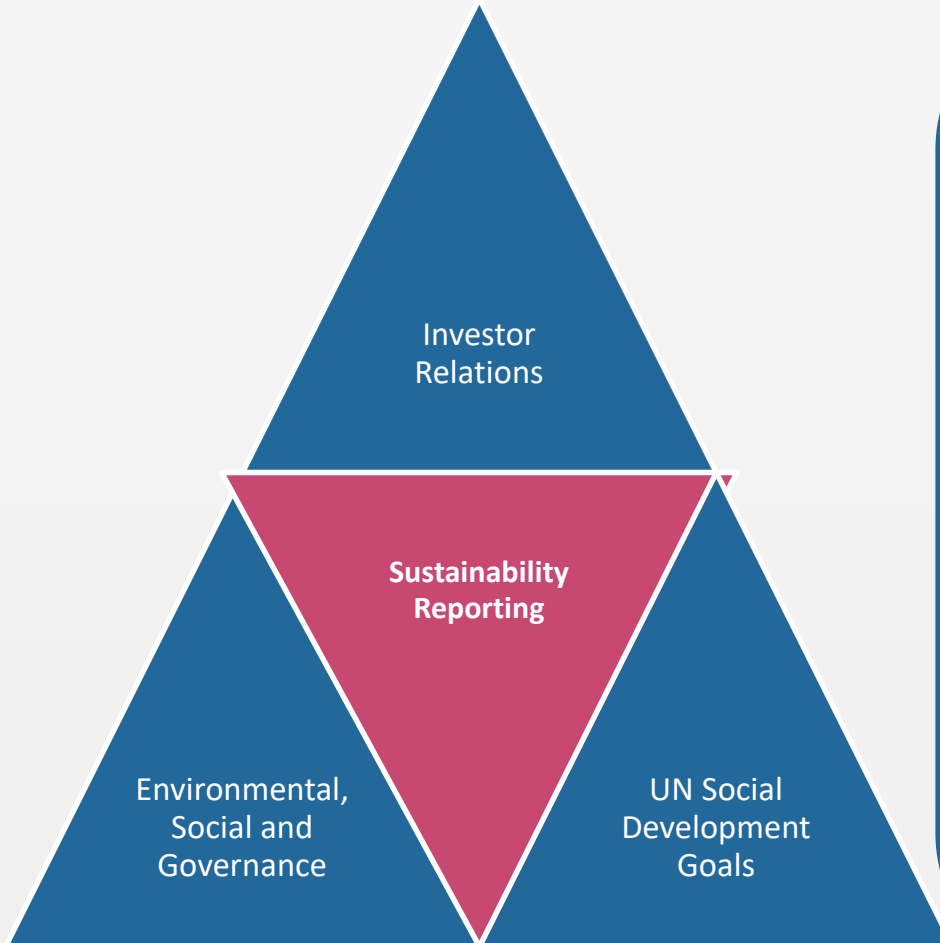 Investor
Relations
Sustainability
Reporting
Environmental,
Social and
Governance
UN Social
Development
Goals